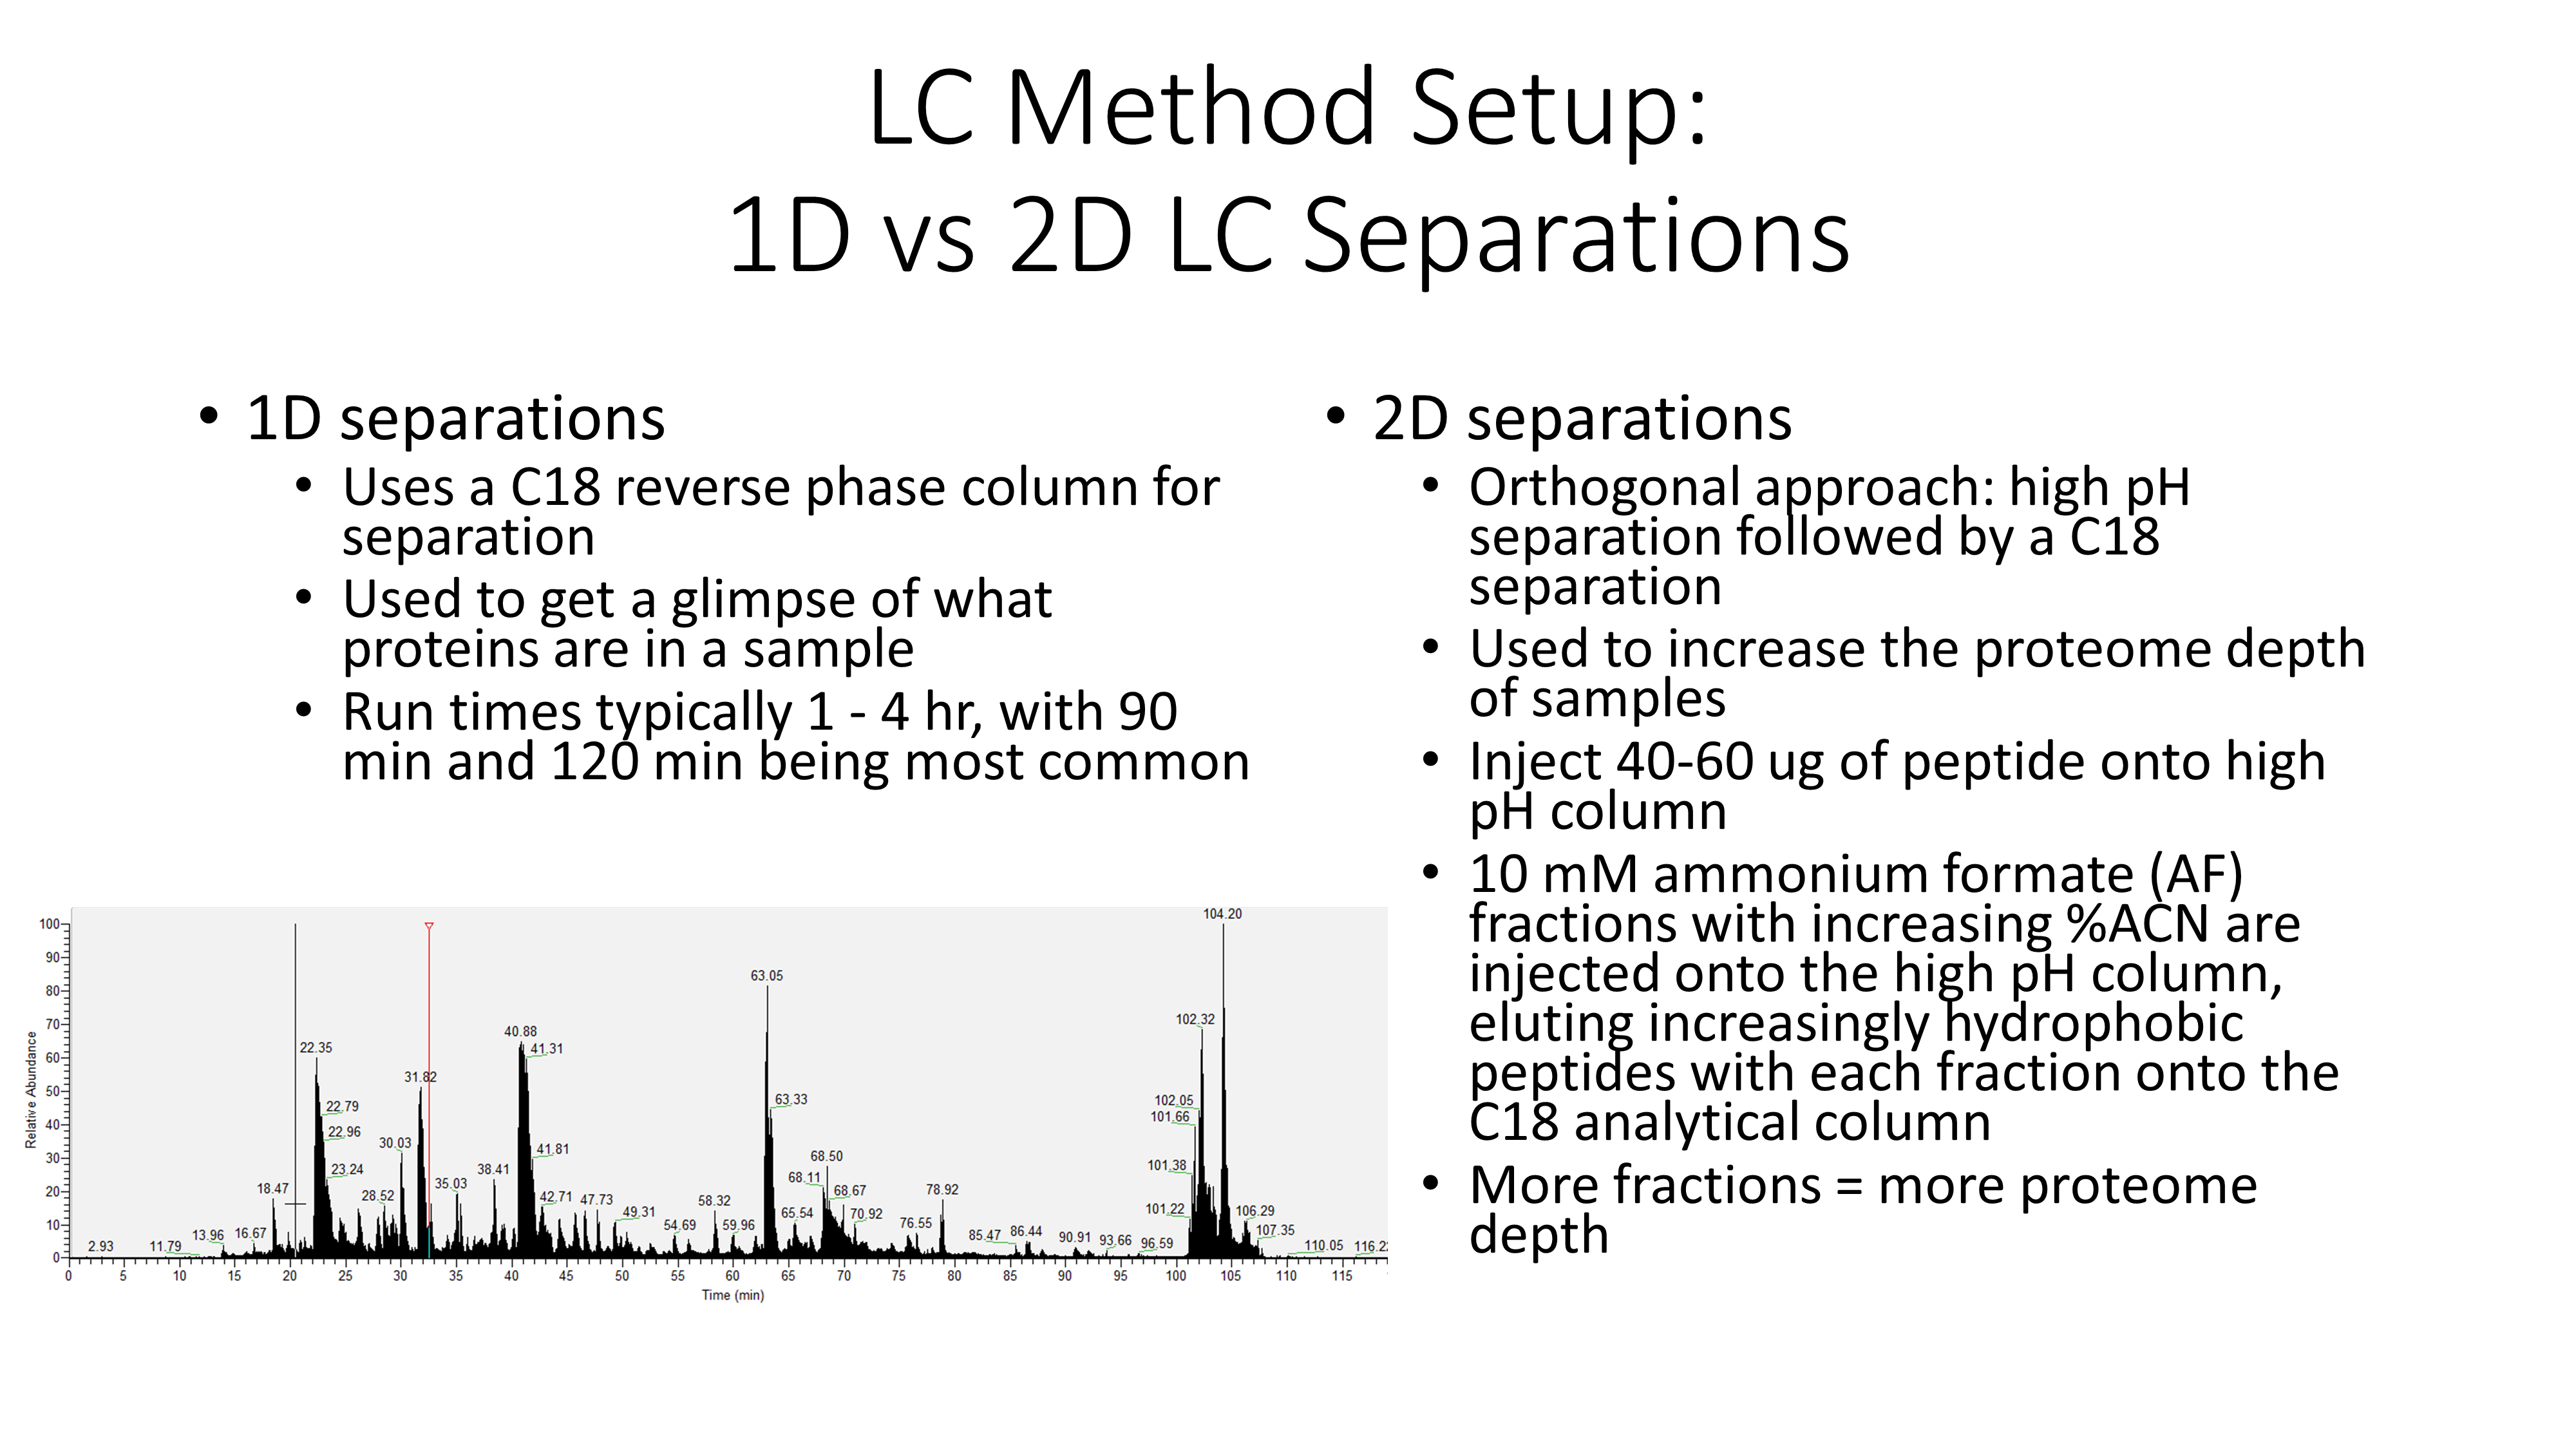 LC Method Setup:
1D vs 2D LC Separations
• 1D separations
• Uses a C18 reverse phase column for
separation
• Used to get a glimpse of what
proteins are in a sample
• Run times typically 1 - 4 hr, with 90
min and 120 min being most common
• 2D separations
• Orthogonal approach: high pH
separation followed by a C18
separation
• Used to increase the proteome depth
of samples
• Inject 40-60 ug of peptide onto high
pH column
• 10 mM ammonium formate (AF)
fractions with increasing %ACN are
injected onto the high pH column,
eluting increasingly hydrophobic
peptides with each fraction onto the
C18 analytical column
• More fractions = more proteome
depth
Relative Abundance
100
90
80
70
60
50
40
30
20
10
0
2.93
11.79
13.96
16.67
18.47
22.35
22.79
22.96
23.24
28.52
30.03
31.82
35.03
38.41
40.88
41.31
41.81
42.71
47.73
49.31
54.69
58.32
59.96
63.05
63.33
65.54
68.11
68.50
68.67
70.92
76.55
78.92
85.47
86.44
90.91
93.66
96.59
101.22
101.38
101.66
102.05
102.32
104.20
106.29
107.35
110.05
116.2
0 5 10 15 20 25 30 35 40 45 50 55 60 65 70 75 80 85 90 95 100 105 110 115
Time (min)